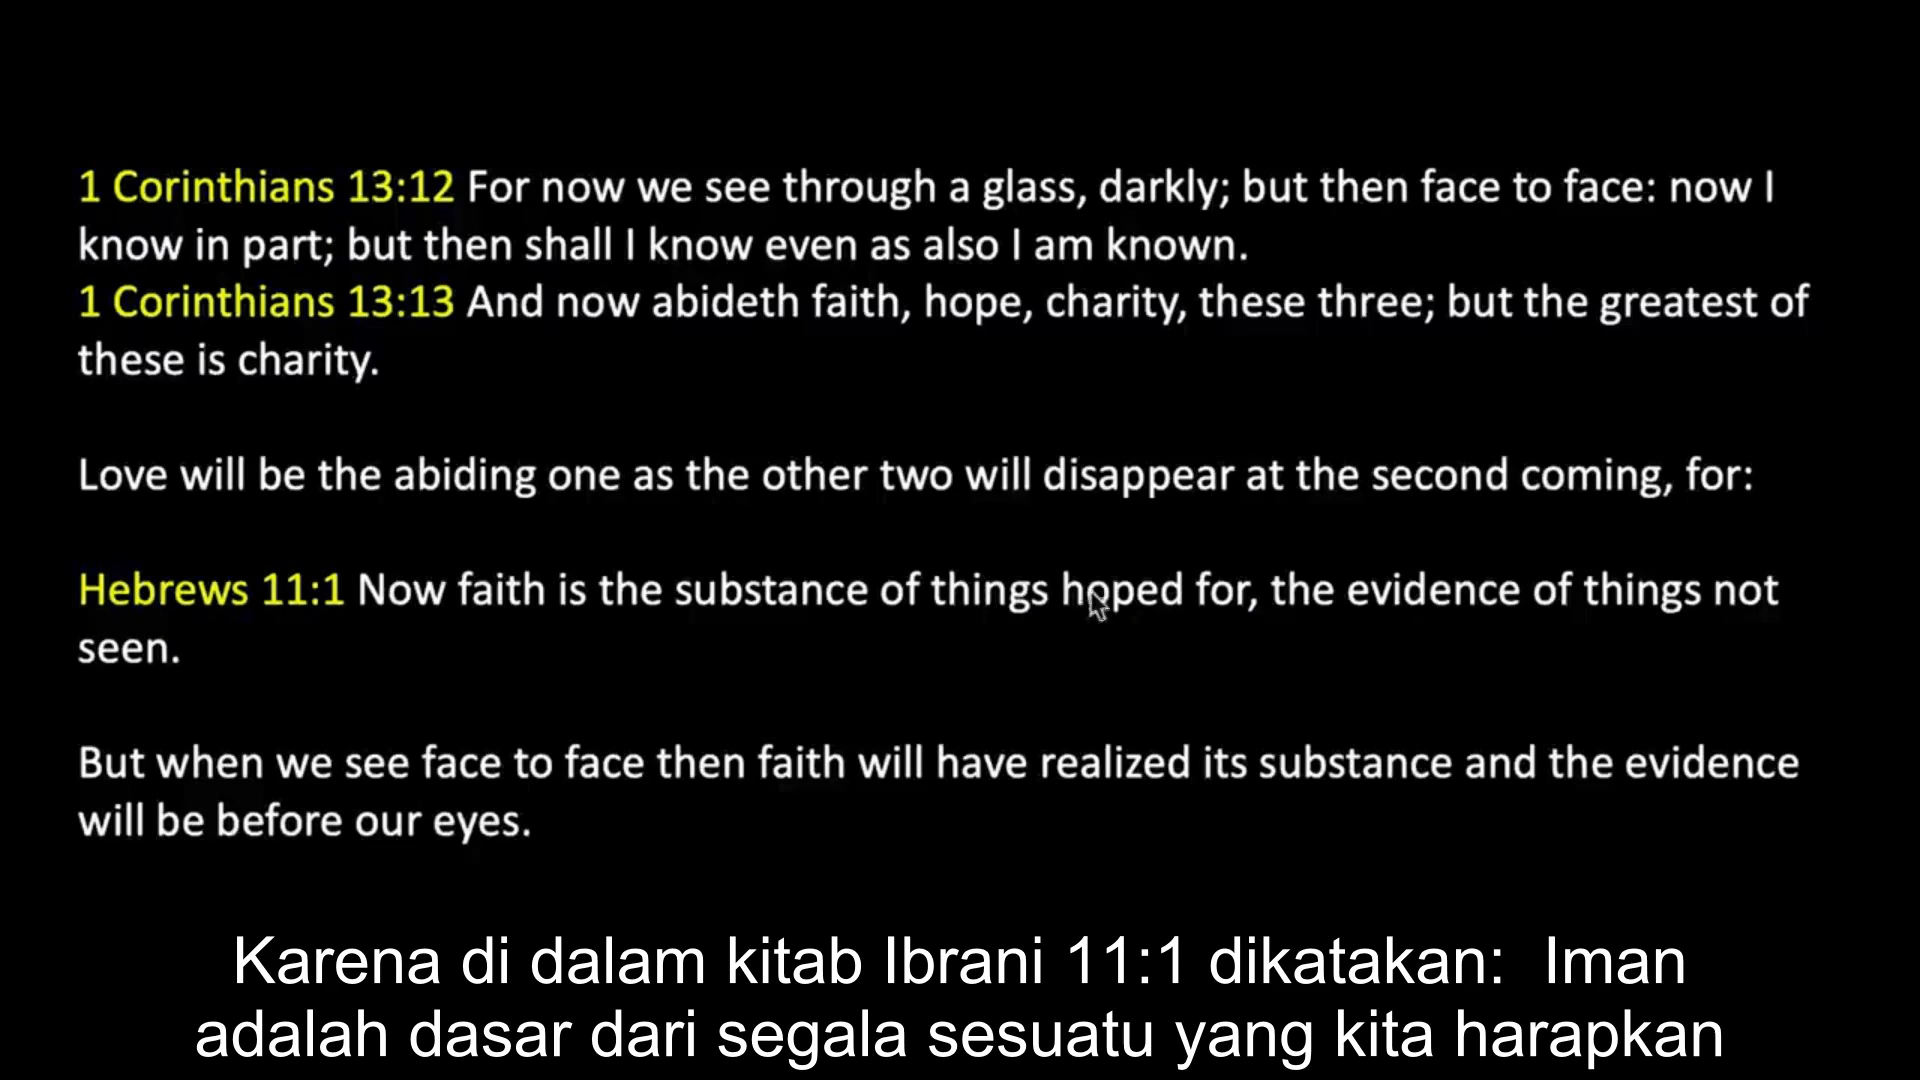 1 Corinthians 13:12 For now we see through a glass, darkly; but then face to face: now I
know in part; but then shall I know even as also I am known.
1 Corinthians 13:13 And now abideth faith, hope, charity, these three; but the greatest of
these is charity.
Love will be the abiding one as the other two will disappear at the second coming, for:
Hebrews 11:1 Now faith is the substance of things hoped for, the evidence of things not
seen.
But when we see face to face then faith will have realized its substance and the evidence
will be before our eyes.
Karena di dalam kitab Ibrani 11:1 dikatakan:  Iman
adalah dasar dari segala sesuatu yang kita harapkan